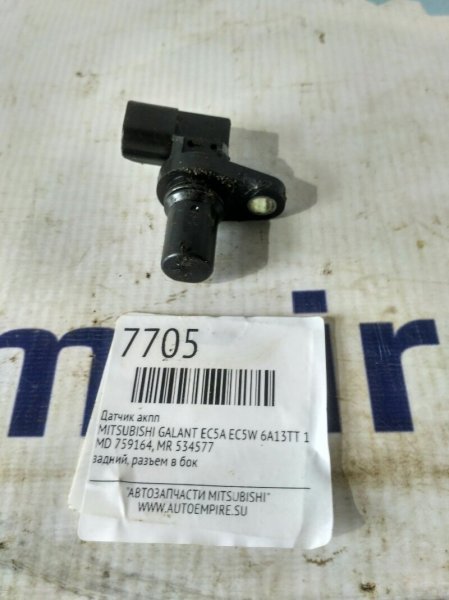 mpir
7705
Датчик акпп
MITSUBISHI GALANT EC5A EC5W 6A13TT 1
MD 759164, MR 534577
задний, разъем в бок
"АВТОЗАПЧАСТИ MITSUBISHI"
WWW.AUTOEMPIRE.SU